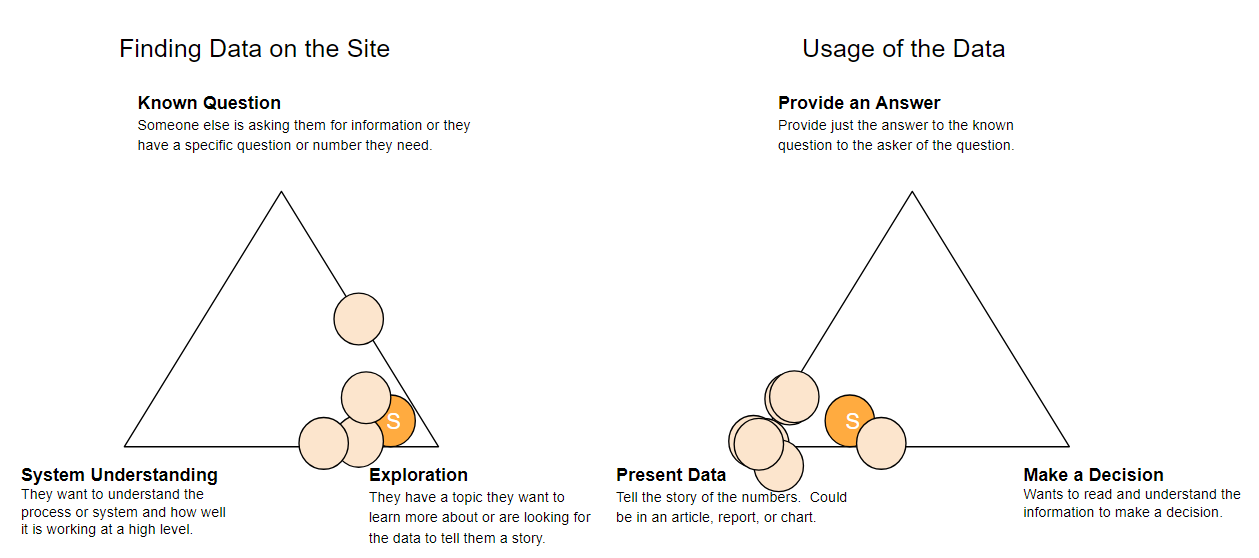 Finding Data on the Site
Known Question
Someone else is asking them for information or they
have a specific question or number they need.
S
System Understanding
They want to understand the
process or system and how well
it is working at a high level.
Exploration
They have a topic they want to
learn more about or are looking for
the data to tell them a story.
Usage of the Data
Provide an Answer
Provide just the answer to the known
question to the asker of the question.
S
Present Data
Tell the story of the numbers.  Could
be in an article, report, or chart.
Make a Decision
Wants to read and understand the
information to make a decision.